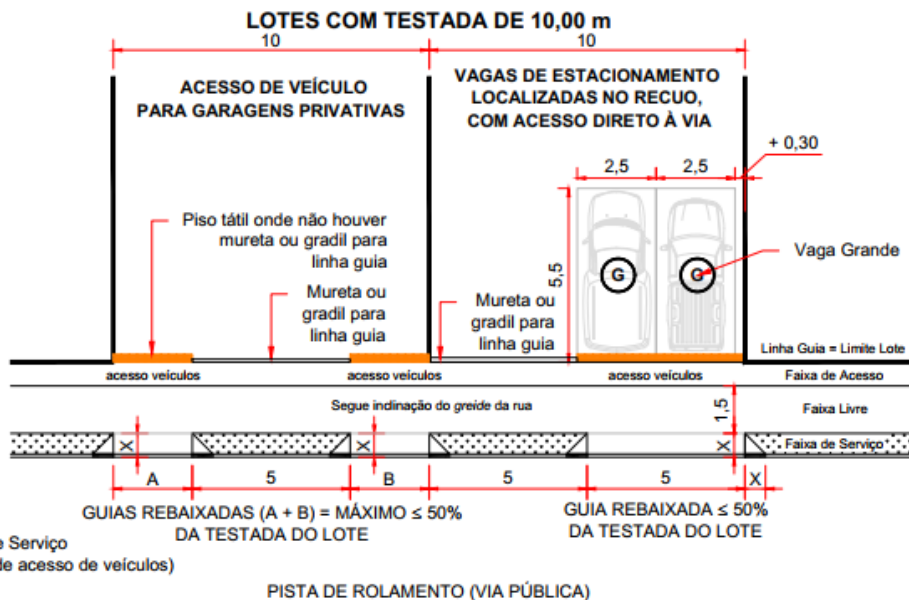 LOTES COM TESTADA DE 10,00 m
10
10
ACESSO DE VEÍCULO
PARA GARAGENS PRIVATIVAS
VAGAS DE ESTACIONAMENTO
LOCALIZADAS NO RECUO,
COM ACESSO DIRETO À VIA
+ 0,30
2,5
2,5
Piso tátil onde não houver
mureta ou gradil para
linha guia
5,5
G
G
Vaga Grande
Mureta ou
gradil para
linha guia
Mureta ou
gradil para
linha guia
Linha Guia = Limite Lote
acesso veículos
acesso veículos
acesso veículos
Faixa de Acesso
Segue inclinação do greide da rua
1,5
Faixa Livre
X
X
X
Faixa de Serviço
A
5
B
5
5
X
GUIAS REBAIXADAS (A + B) = MÁXIMO ≤ 50%
DA TESTADA DO LOTE
GUIA REBAIXADA ≤ 50%
DA TESTADA DO LOTE
e Serviço
de acesso de veículos)
PISTA DE ROLAMENTO (VIA PÚBLICA)